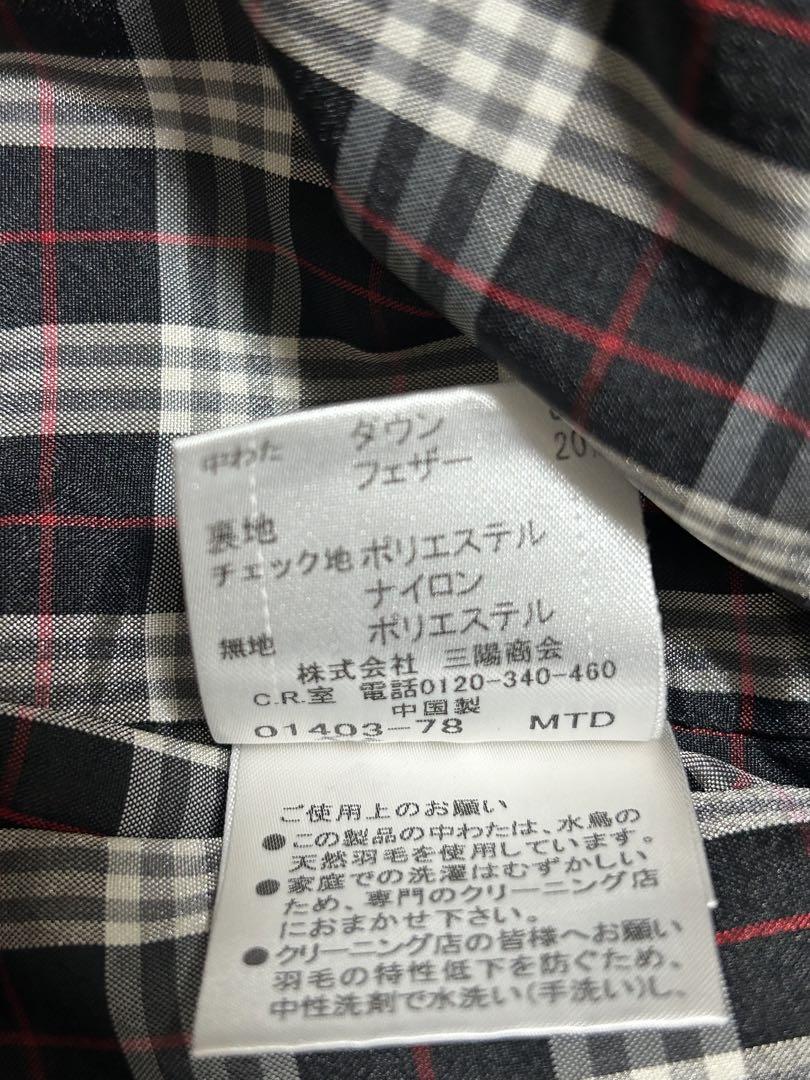 中わた ダウン
フェザー 20
裏地
チェック地 ポリエステル
ナイロン
無地 ポリエステル
株式会社 三陽商会
C.R.室 電話0120-340-460
中国製
01403-78 MTD
ご使用上のお願い
●この製品の中わたは、水鳥の
天然羽毛を使用しています。
●家庭での洗濯はむずかしい
ため、専門のクリーニング店
におまかせ下さい。
●クリーニング店の皆様へお願い
羽毛の特性低下を防ぐため、
中性洗剤で水洗い(手洗い)し、